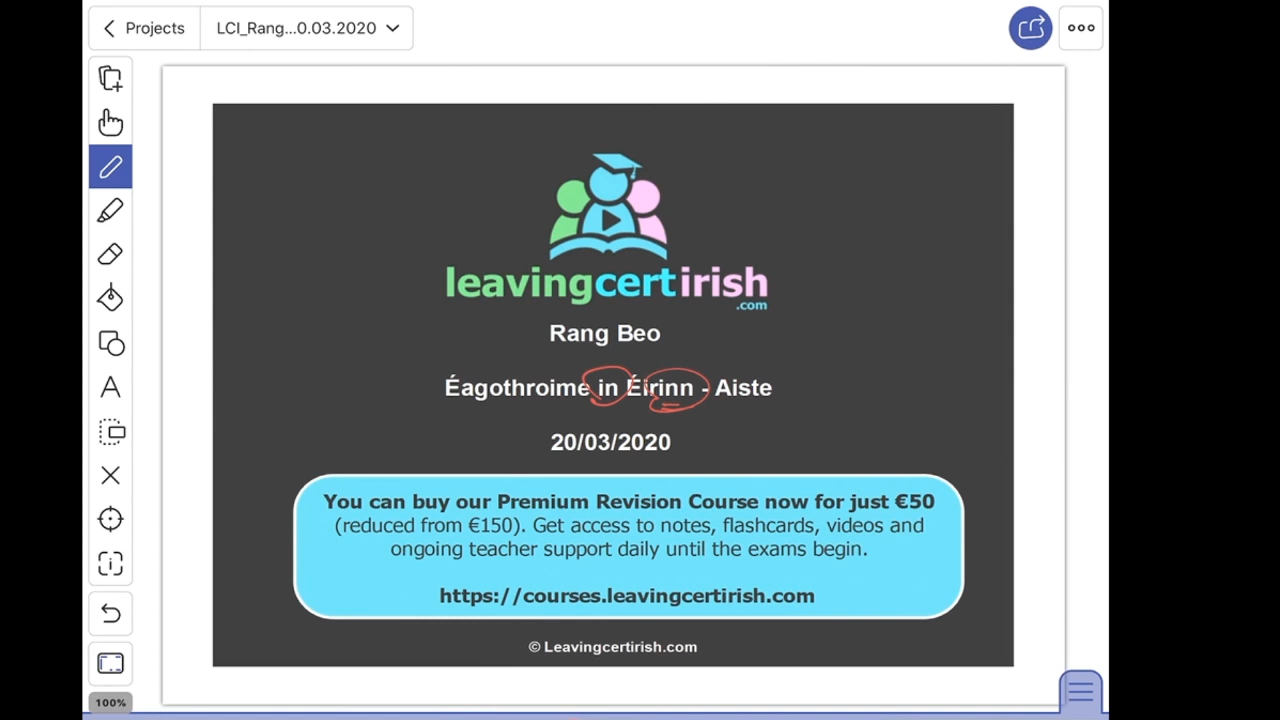 Projects
LCI_Rang...0.03.2020
leavingcertirish
.com
Rang Beo
Éagothroime in Éirinn - Aiste
20/03/2020
You can buy our Premium Revision Course now for just €50
(reduced from €150). Get access to notes, flashcards, videos and
ongoing teacher support daily until the exams begin.
https://courses.leavingcertirish.com
© Leavingcertirish.com
100%